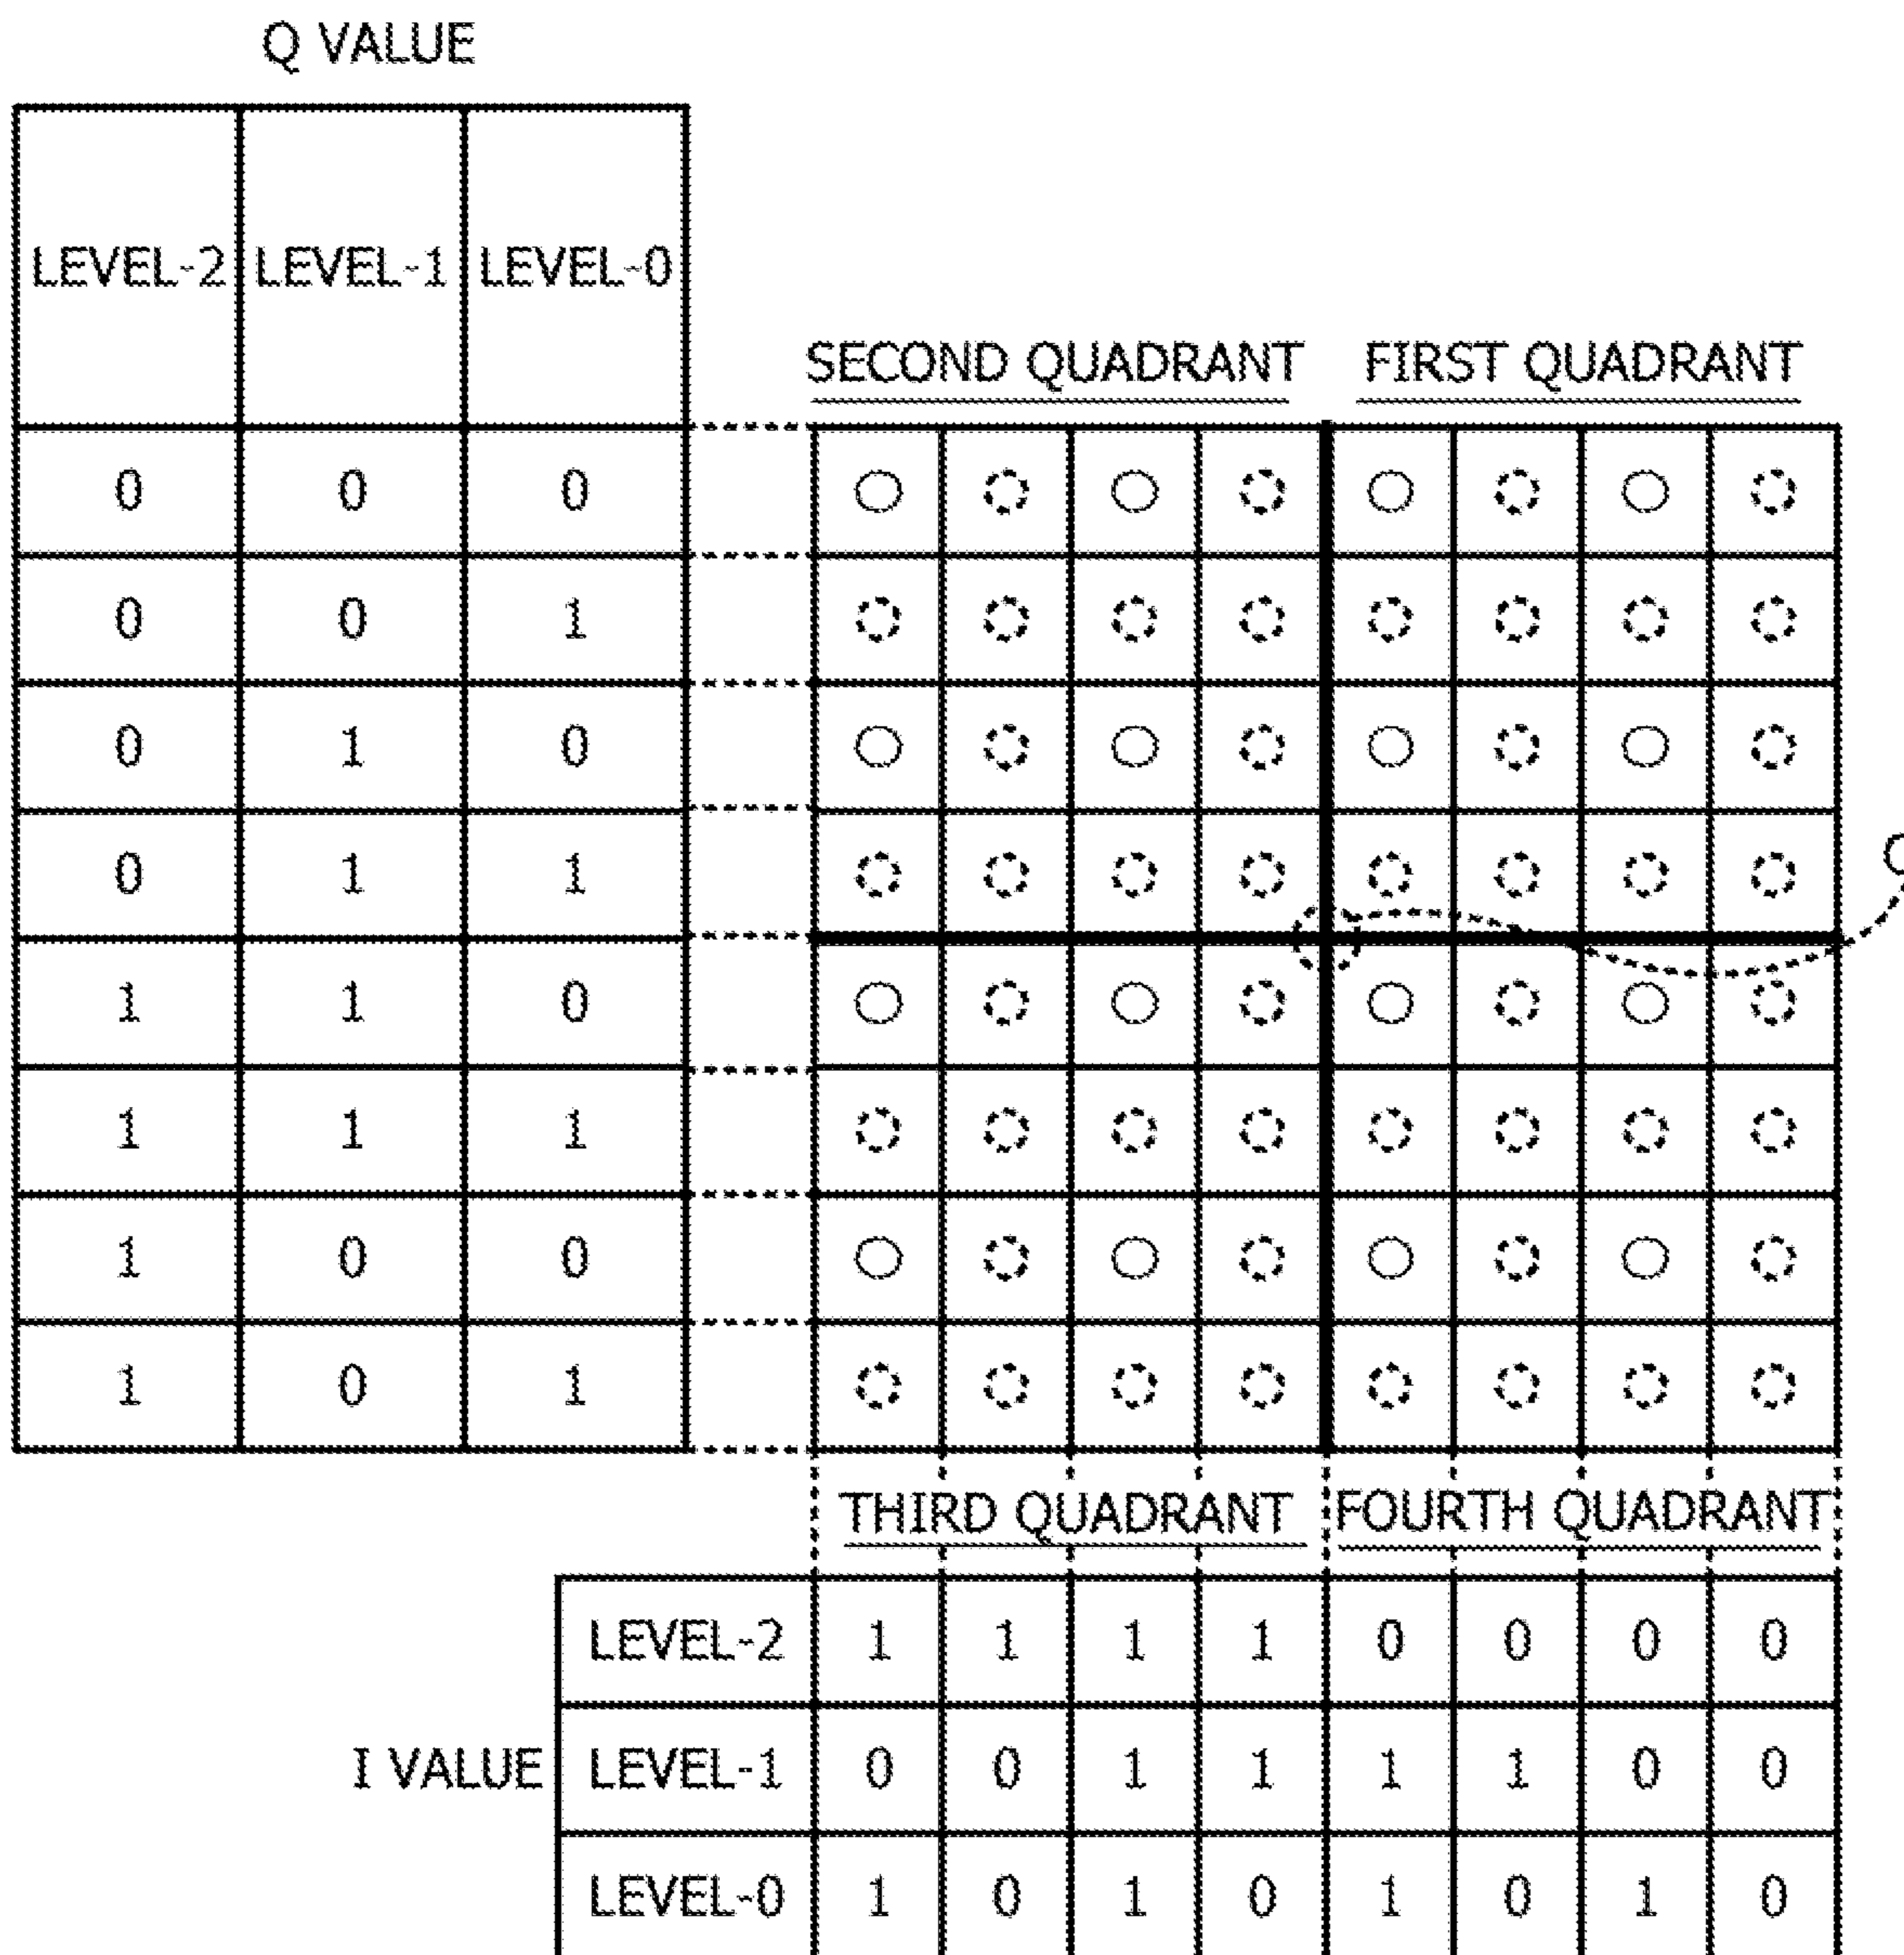 Q VALUE
LEVEL-2 LEVEL-1 LEVEL-0
SECOND QUADRANT FIRST QUADRANT
0 0 0
0 0 1
0 1 0
0 1 1
1 1 0
1 1 1
1 0 0
1 0 1
THIRD QUADRANT FOURTH QUADRANT
LEVEL-2 1 1 1 1 0 0 0 0
I VALUE LEVEL-1 0 0 1 1 1 1 0 0
LEVEL-0 1 0 1 0 1 0 1 0